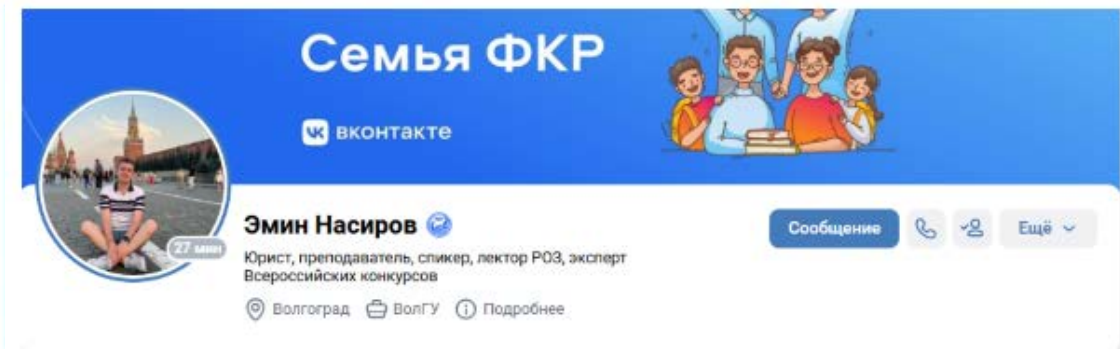 Семья ФКР
вконтакте
27 мин
Эмин Насиров
Юрист, преподаватель, спикер, лектор РОЗ, эксперт
Всероссийских конкурсов
Волгоград ВолГУ Подробнее
Сообщение Ещё